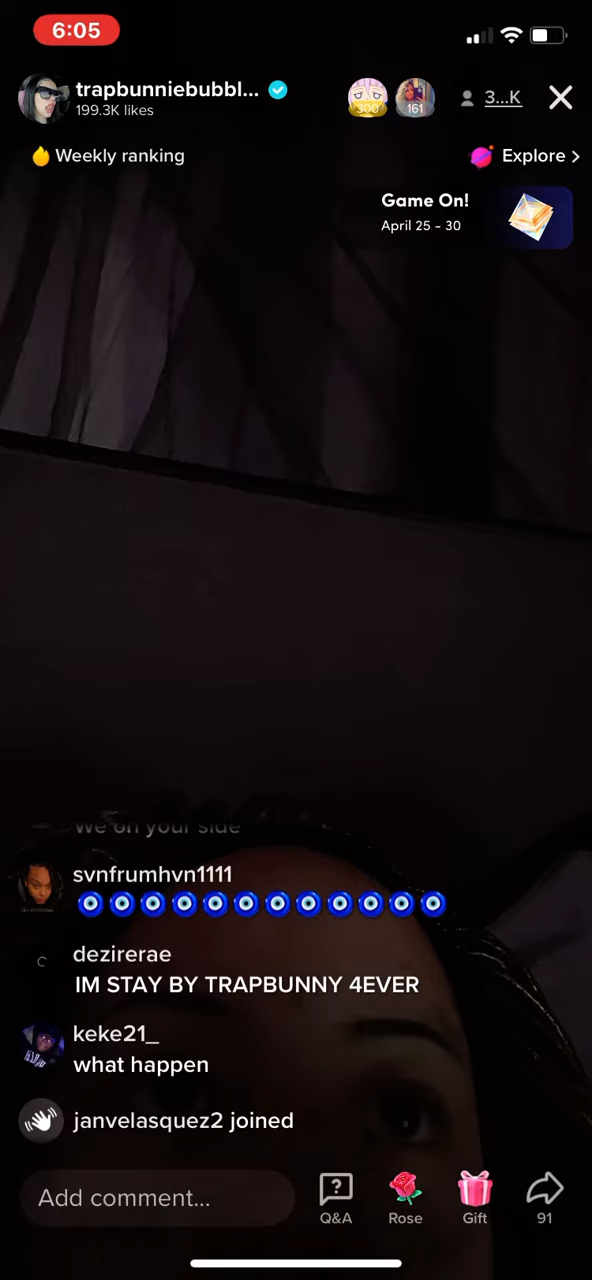 6:05
trapbunniebubbl...
199.3K likes
300
161
3...K
Weekly ranking
Explore
Game On!
April 25 - 30
We on your side
svnfrumhvn1111
🧿🧿🧿🧿🧿🧿🧿🧿🧿🧿🧿🧿
dezirerae
IM STAY BY TRAPBUNNY 4EVER
keke21_
what happen
janvelasquez2 joined
Add comment...
Q&A
Rose
Gift
91